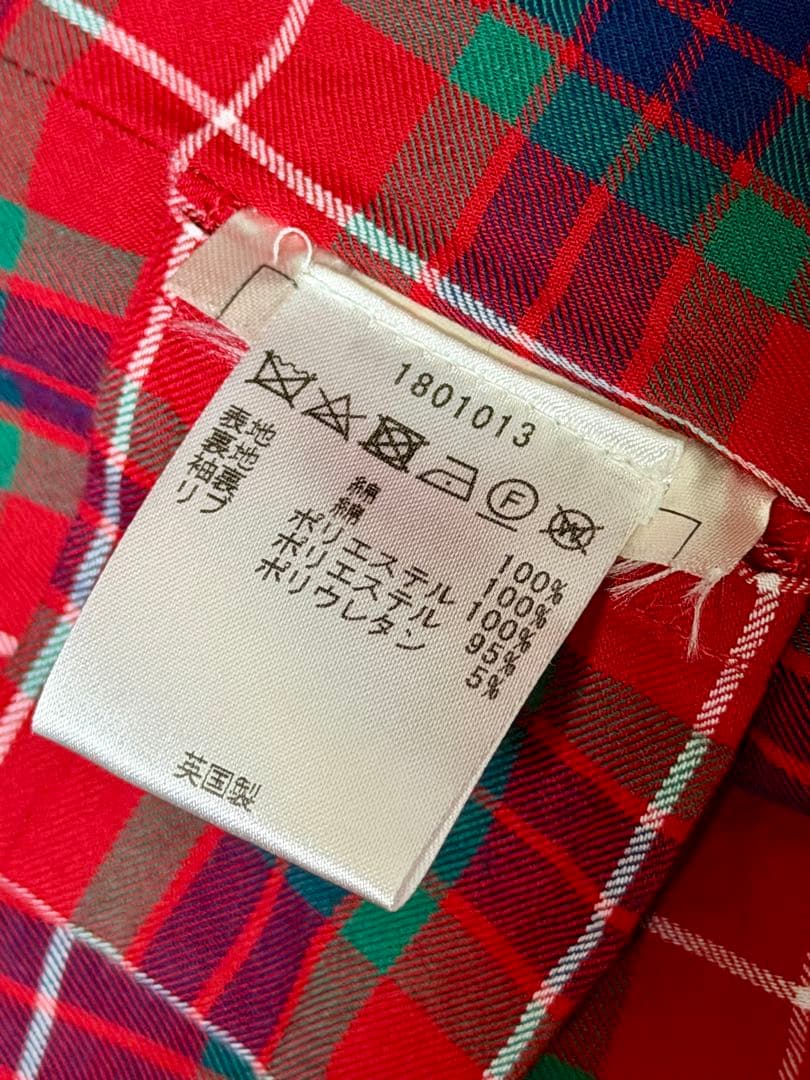 1801013
F
W
表地 綿 100%
裏地 綿 100%
袖裏 ポリエステル 100%
リブ ポリエステル 95%
ポリウレタン 5%
英国製